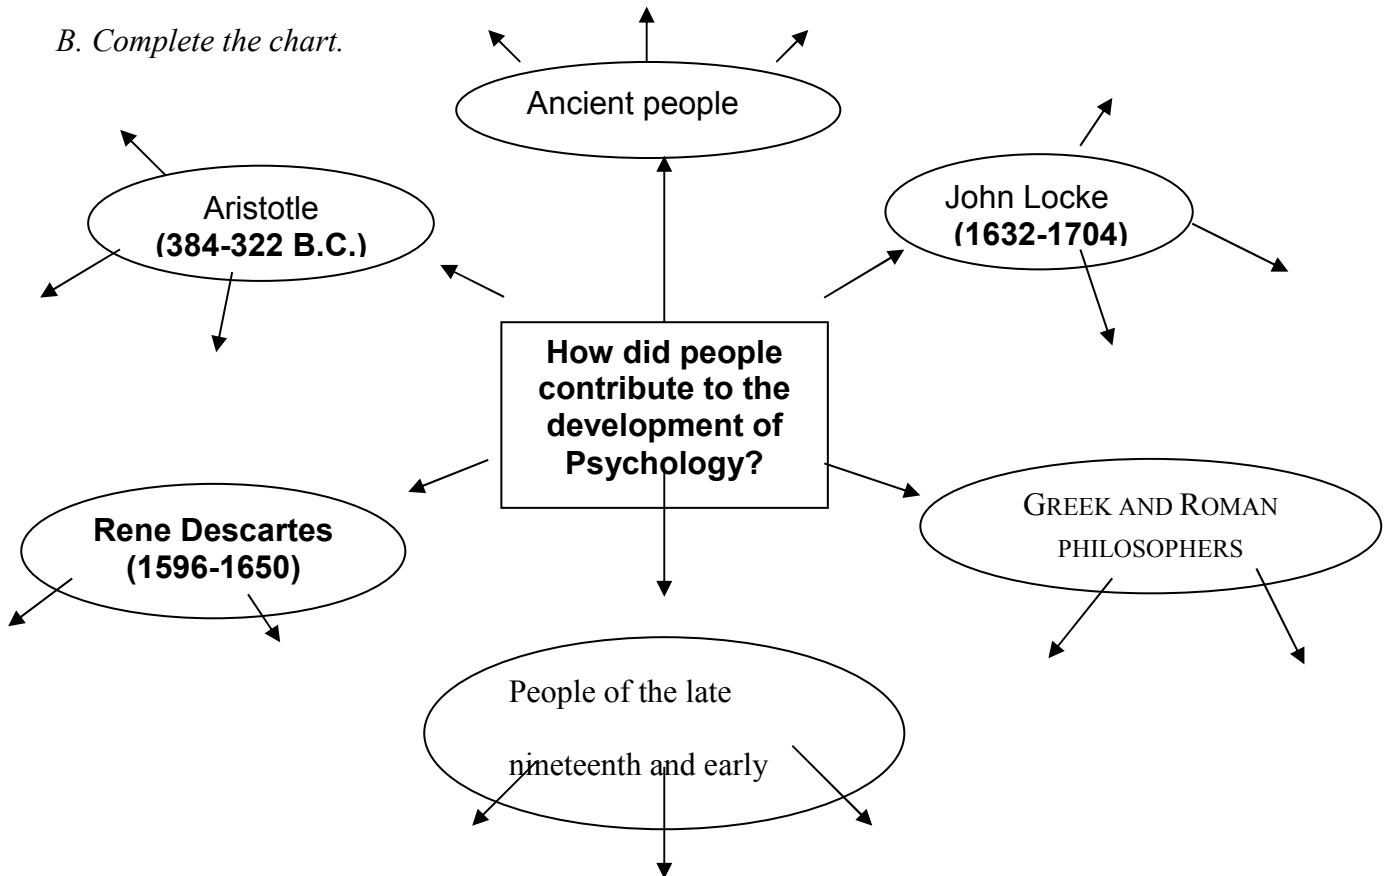 B. Complete the chart.
Ancient people
Aristotle
(384-322 B.C.)
John Locke
(1632-1704)
How did people
contribute to the
development of
Psychology?
Rene Descartes
(1596-1650)
GREEK AND ROMAN
PHILOSOPHERS
People of the late
nineteenth and early